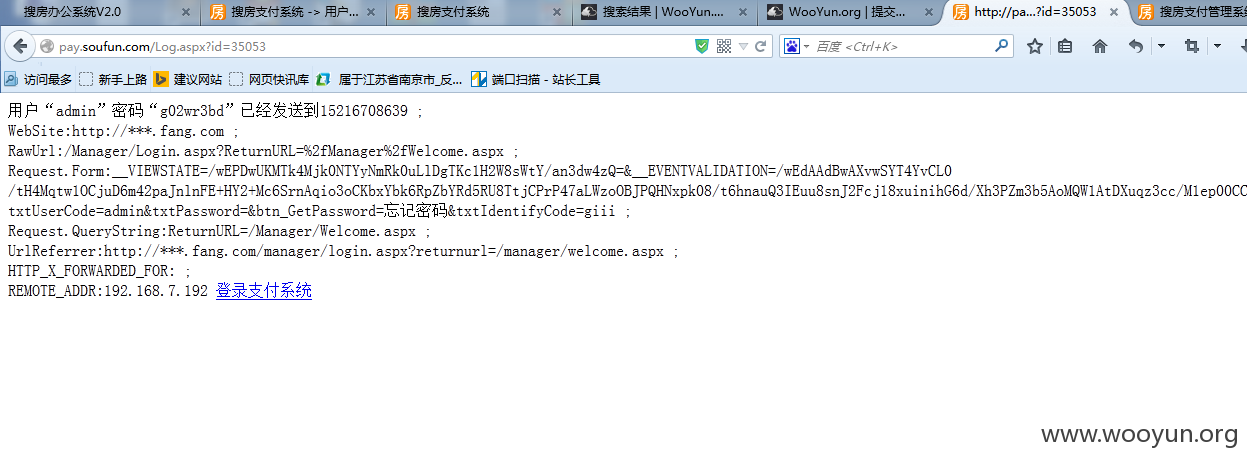 搜房办公系统V2.0 × 搜房支付系统 -> 用户... × 搜房支付系统 × 搜索结果 | WooYun.... × WooYun.org | 提交... × http://pa...?id=35053 × 搜房支付管理系统
pay.soufun.com/Log.aspx?id=35053 百度 <Ctrl+K>
访问最多 新手上路 建议网站 网页快讯库 属于江苏省南京市_反... 端口扫描 - 站长工具
用户“admin”密码“g02wr3bd”已经发送到15216708639 ;
WebSite:http://***.fang.com ;
RawUrl:/Manager/Login.aspx?ReturnURL=%2fManager%2fWelcome.aspx ;
Request.Form:__VIEWSTATE=/wEPDwUKMTk4Mjk0NTYyNmRk0uLlDgTKc1H2W8sWtY/an3dw4zQ=&__EVENTVALIDATION=/wEdAAdBwAXvwSYT4YvCL0
/tH4Mqtw1OCjuD6m42paJnlnFE+HY2+Mc6SrnAqio3oCKbxYbk6RpZbYRd5RU8TtjCPrP47aLWzoOBJPQHNxpk08/t6hnauQ3IEuu8snJ2Fcj18xuinihG6d/Xh3PZm3b5AoMQW1AtDXuqz3cc/M1ep00CC
txtUserCode=admin&txtPassword=&btn_GetPassword=忘记密码&txtIdentifyCode=giii ;
Request.QueryString:ReturnURL=/Manager/Welcome.aspx ;
UrlReferrer:http://***.fang.com/manager/login.aspx?returnurl=/manager/welcome.aspx ;
HTTP_X_FORWARDED_FOR: ;
REMOTE_ADDR:192.168.7.192 登录支付系统
www.wooyun.org